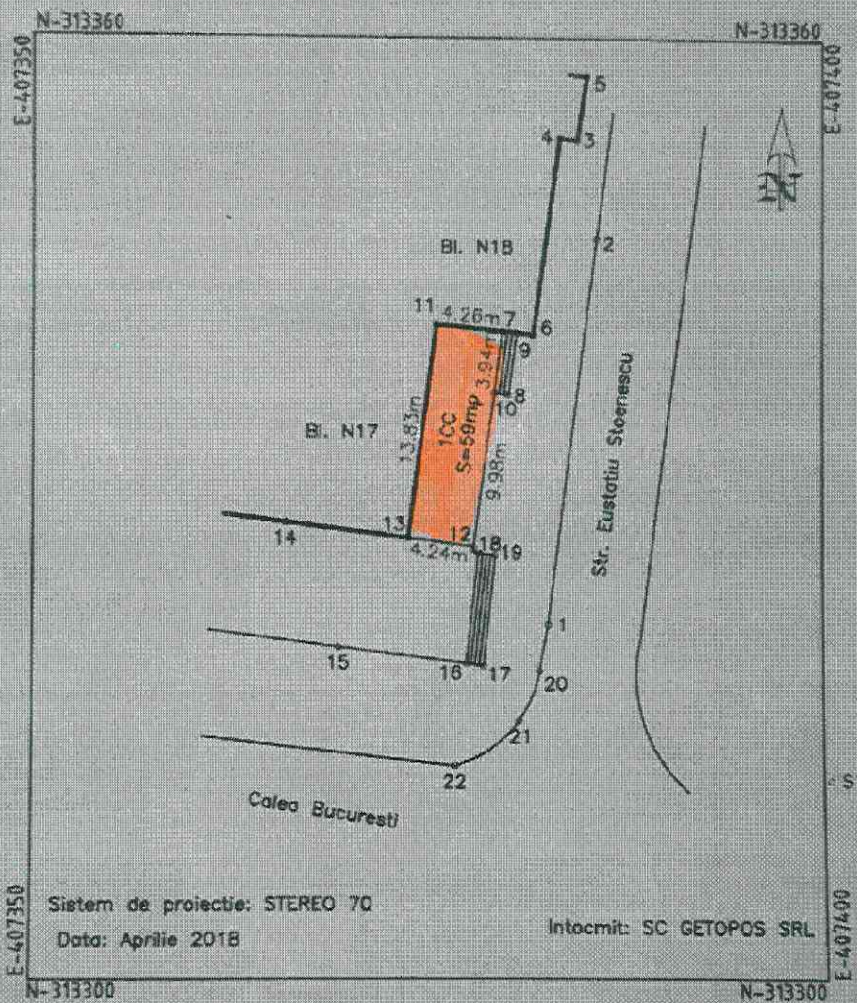 N-313360
N-313360
E-407350
E-407400
5
4
3
2
Bl. N18
11
4.26m
7
6
9
3.94m
8
10
Bl. N17
13.83m
1CC
S=59mp
9.98m
Str. Eustatiu Stoenescu
14
13
12
18
19
4.24m
1
15
16
17
20
21
22
S
Calea Bucuresti
Sistem de proiectie: STEREO 70
Data: Aprilie 2018
Intocmit: SC GETOPOS SRL
E-407350
E-407400
N-313300
N-313300